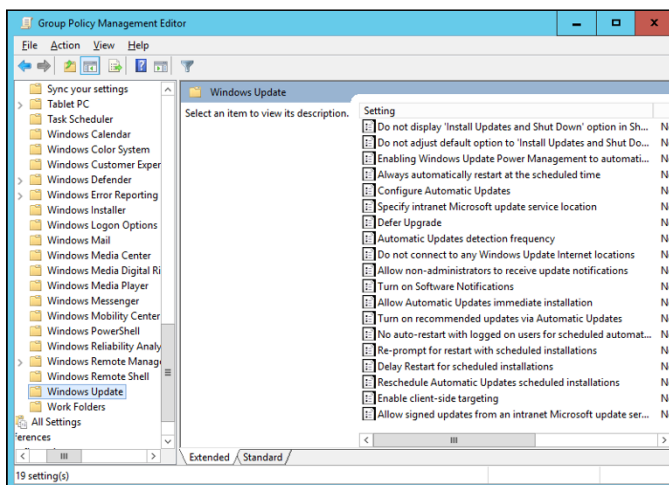 Group Policy Management Editor
File Action View Help
Sync your settings
Tablet PC
Task Scheduler
Windows Calendar
Windows Color System
Windows Customer Exper
Windows Defender
Windows Error Reporting
Windows Installer
Windows Logon Options
Windows Mail
Windows Media Center
Windows Media Digital Ri
Windows Media Player
Windows Messenger
Windows Mobility Center
Windows PowerShell
Windows Reliability Analy
Windows Remote Manag
Windows Remote Shell
Windows Update
Work Folders
All Settings
erences
Windows Update
Select an item to view its description.
Setting
Do not display 'Install Updates and Shut Down' option in Sh... N
Do not adjust default option to 'Install Updates and Shut Do... N
Enabling Windows Update Power Management to automati... N
Always automatically restart at the scheduled time N
Configure Automatic Updates N
Specify intranet Microsoft update service location N
Defer Upgrade N
Automatic Updates detection frequency N
Do not connect to any Windows Update Internet locations N
Allow non-administrators to receive update notifications N
Turn on Software Notifications N
Allow Automatic Updates immediate installation N
Turn on recommended updates via Automatic Updates N
No auto-restart with logged on users for scheduled automat... N
Re-prompt for restart with scheduled installations N
Delay Restart for scheduled installations N
Reschedule Automatic Updates scheduled installations N
Enable client-side targeting N
Allow signed updates from an intranet Microsoft update ser... N
Extended Standard
19 setting(s)